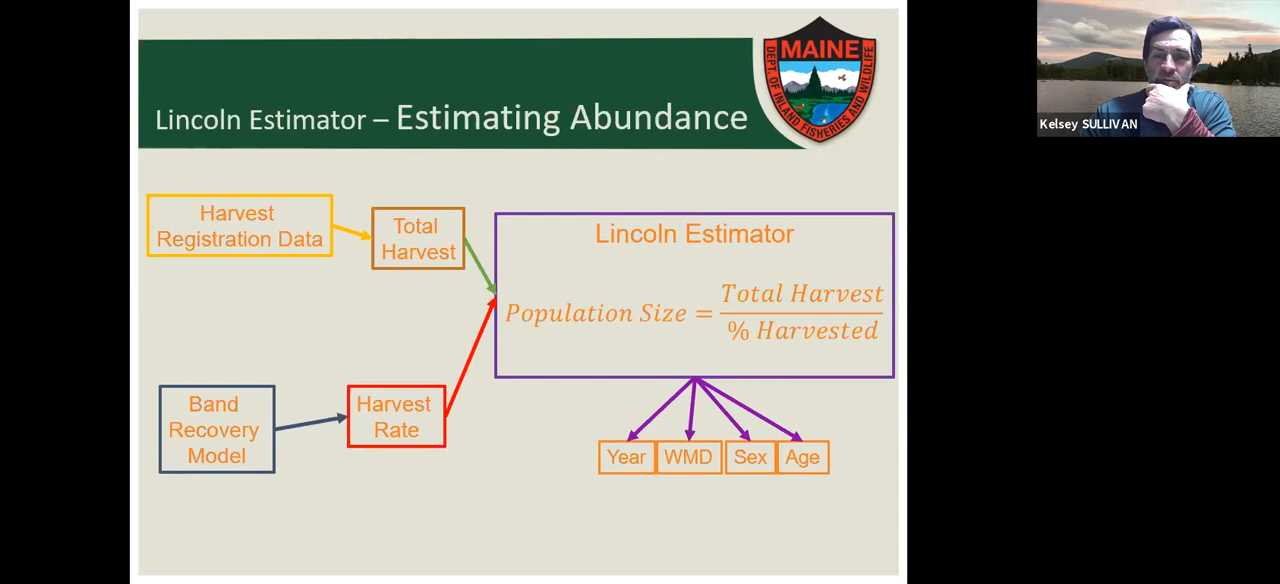 Lincoln Estimator – Estimating Abundance
MAINE
DEPT. OF INLAND FISHERIES AND WILDLIFE
Kelsey SULLIVAN
Harvest
Registration Data
Total
Harvest
Lincoln Estimator
Population Size = Total Harvest
% Harvested
Band
Recovery
Model
Harvest
Rate
Year
WMD
Sex
Age